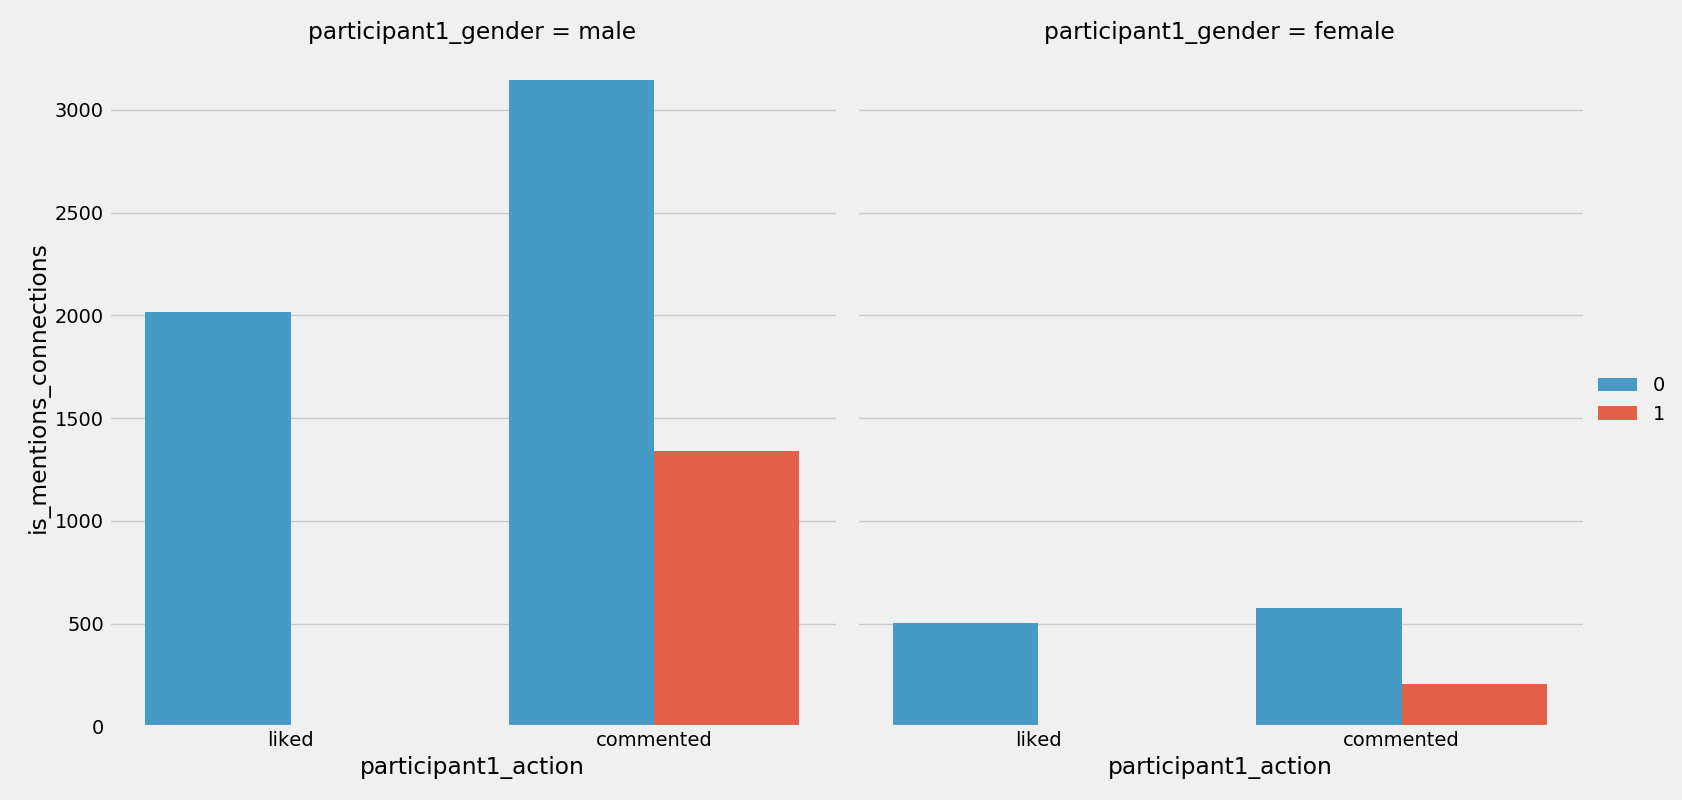 participant1_gender = male
participant1_gender = female
is_mentions_connections
3000
2500
2000
1500
1000
500
0
liked
commented
liked
commented
participant1_action
participant1_action
0
1